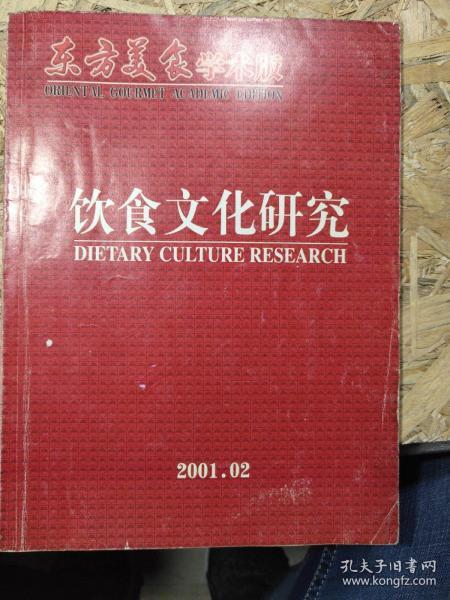 东方美食学术版
ORIENTAL GOURMET ACADEMIC EDITION
饮食文化研究
DIETARY CULTURE RESEARCH
2001.02
孔夫子旧书网
www.kongfz.com